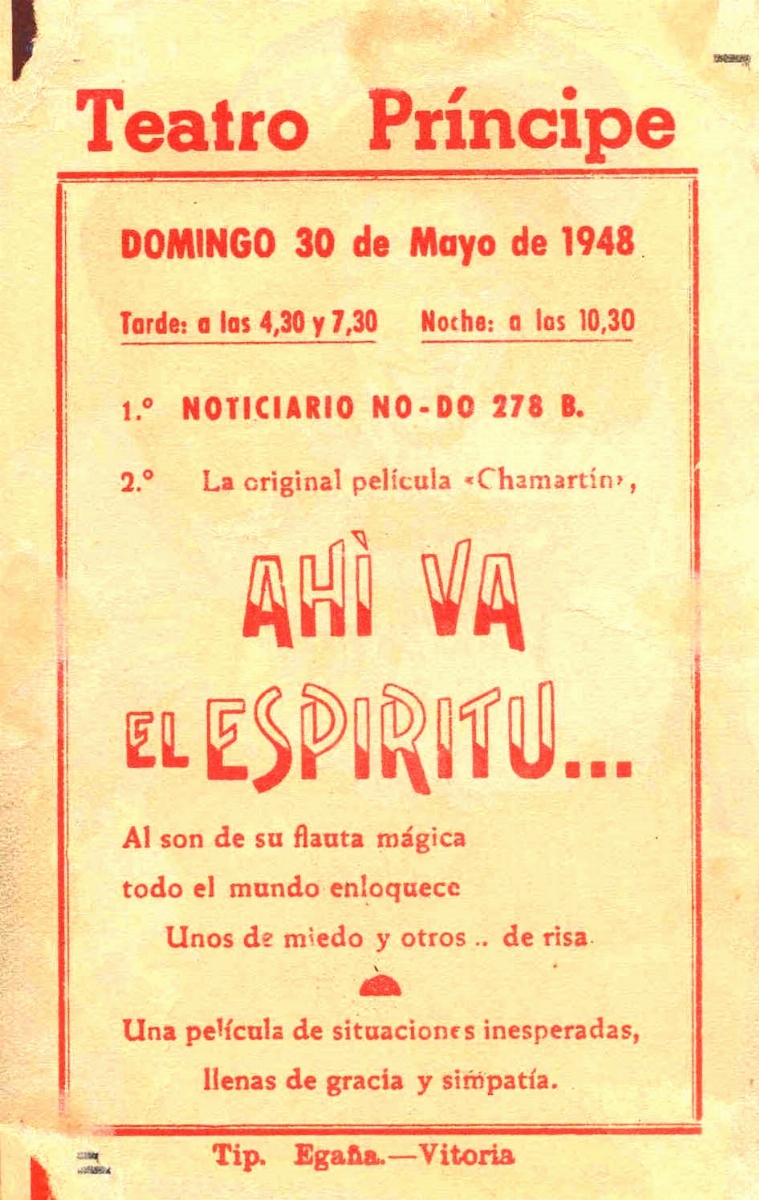 Teatro Príncipe
DOMINGO 30 de Mayo de 1948
Tarde: a las 4,30 y 7,30 Noche: a las 10,30
1.º NOTICIARIO NO-DO 278 B.
2.º La original película «Chamartín»,
AHÌ VA
EL ESPIRITU...
Al son de su flauta mágica
todo el mundo enloquece
Unos de miedo y otros .. de risa.
Una película de situaciones inesperadas,
llenas de gracia y simpatía.
Tip. Egaña.—Vitoria